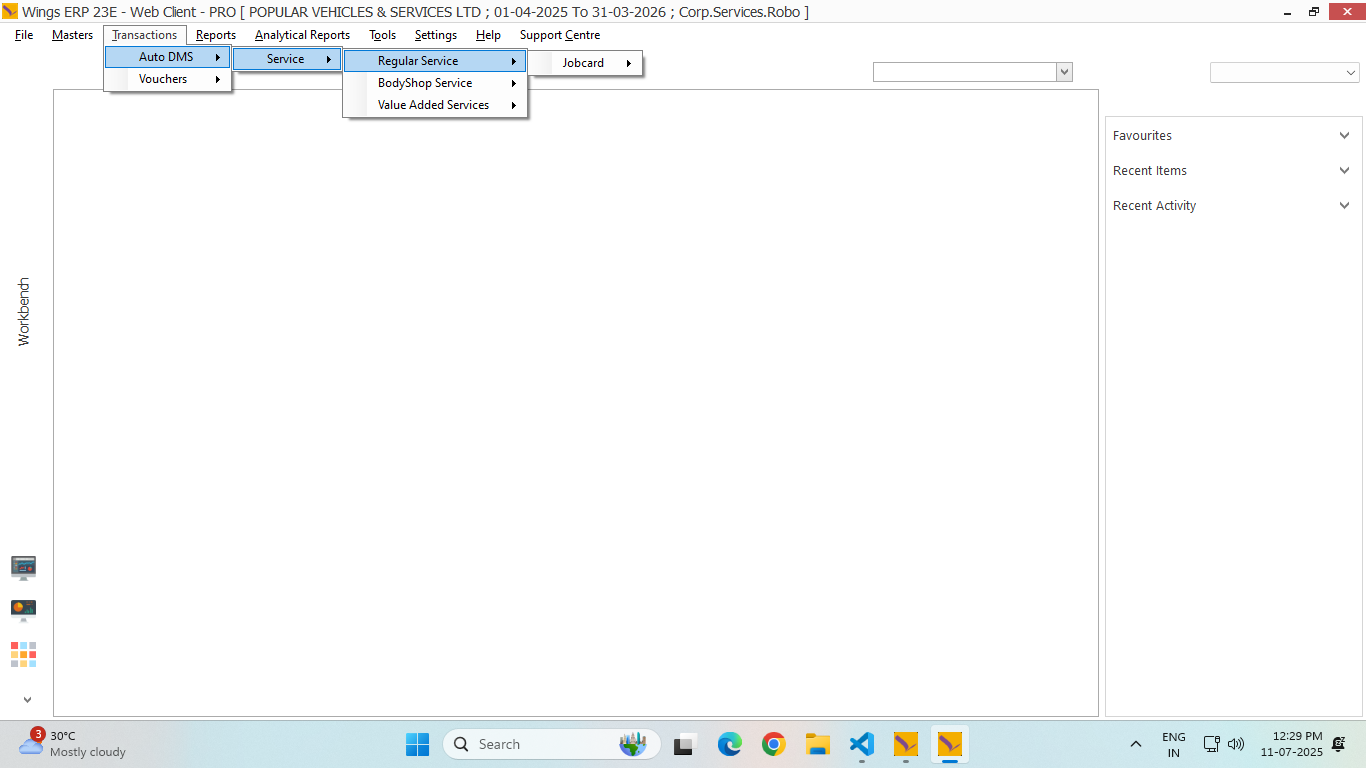 Wings ERP 23E - Web Client - PRO [ POPULAR VEHICLES & SERVICES LTD ; 01-04-2025 To 31-03-2026 ; Corp.Services.Robo ]
File Masters Transactions Reports Analytical Reports Tools Settings Help Support Centre
Auto DMS
Vouchers
Service
Regular Service
BodyShop Service
Value Added Services
Jobcard
Favourites
Recent Items
Recent Activity
Workbench
3
30°C
Mostly cloudy
Search
ENG
IN
12:29 PM
11-07-2025